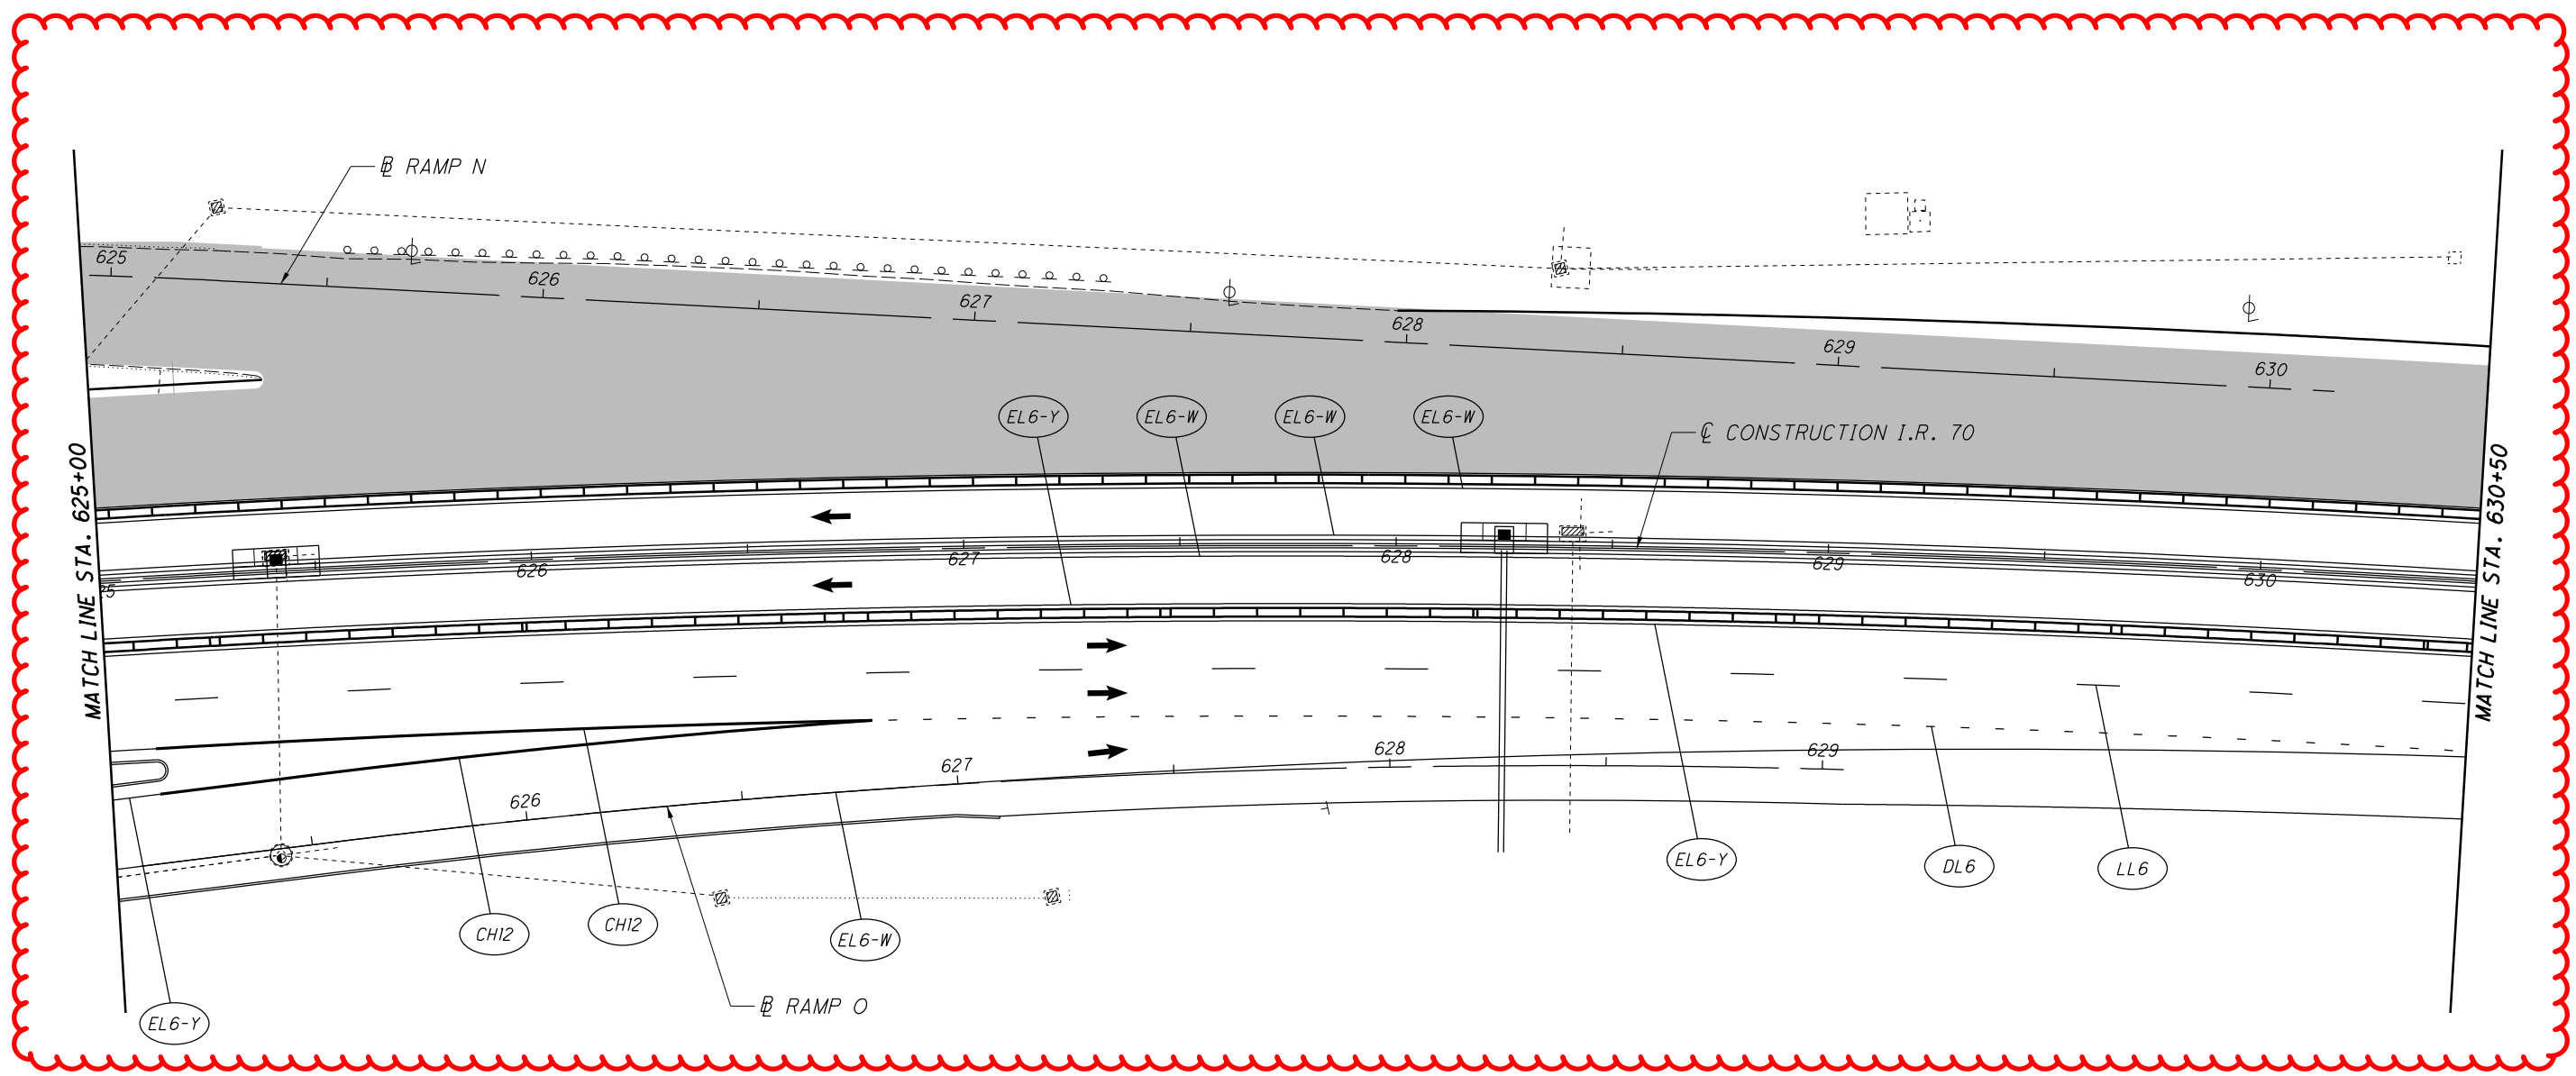 ℄ RAMP N
625
626
627
628
629
630
EL6-Y
EL6-W
EL6-W
EL6-W
℄ CONSTRUCTION I.R. 70
MATCH LINE STA. 625+00
MATCH LINE STA. 630+50
25
626
627
628
629
630
626
627
628
629
EL6-Y
CH12
CH12
EL6-W
EL6-Y
DL6
LL6
℄ RAMP O